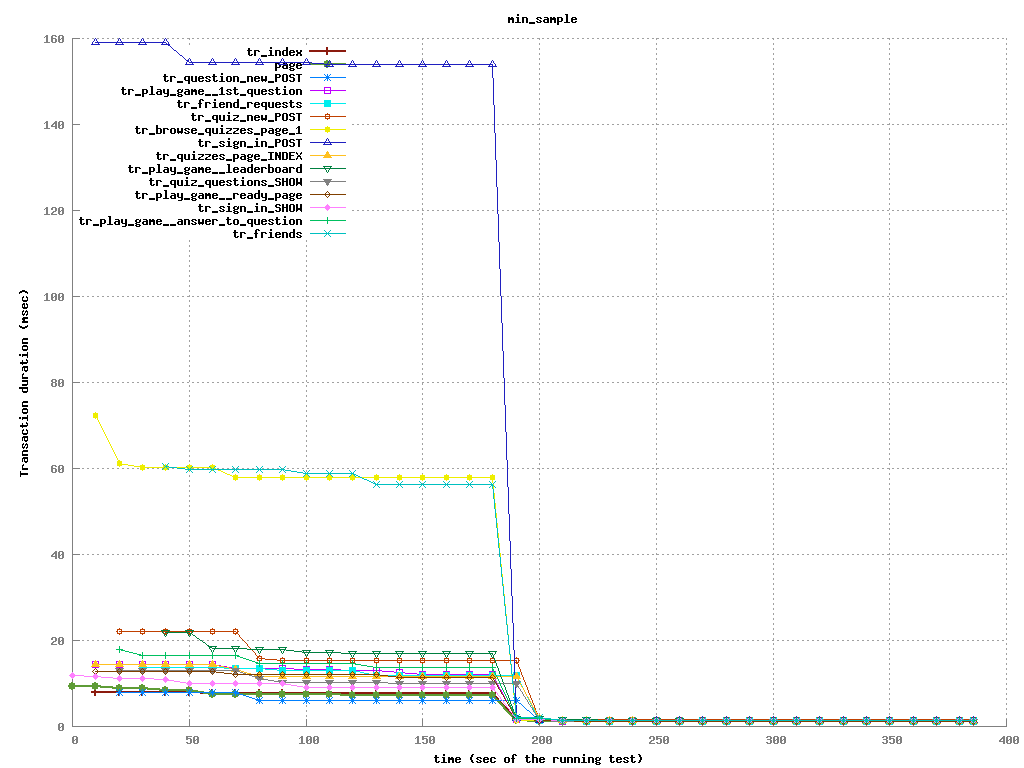 min_sample
160
140
120
100
80
60
40
20
0
Transaction duration (msec)
tr_index
page
tr_question_new_POST
tr_play_game__1st_question
tr_friend_requests
tr_quiz_new_POST
tr_browse_quizzes_page_1
tr_sign_in_POST
tr_quizzes_page_INDEX
tr_play_game__leaderboard
tr_quiz_questions_SHOW
tr_play_game__ready_page
tr_sign_in_SHOW
tr_play_game__answer_to_question
tr_friends
0 50 100 150 200 250 300 350 400
time (sec of the running test)